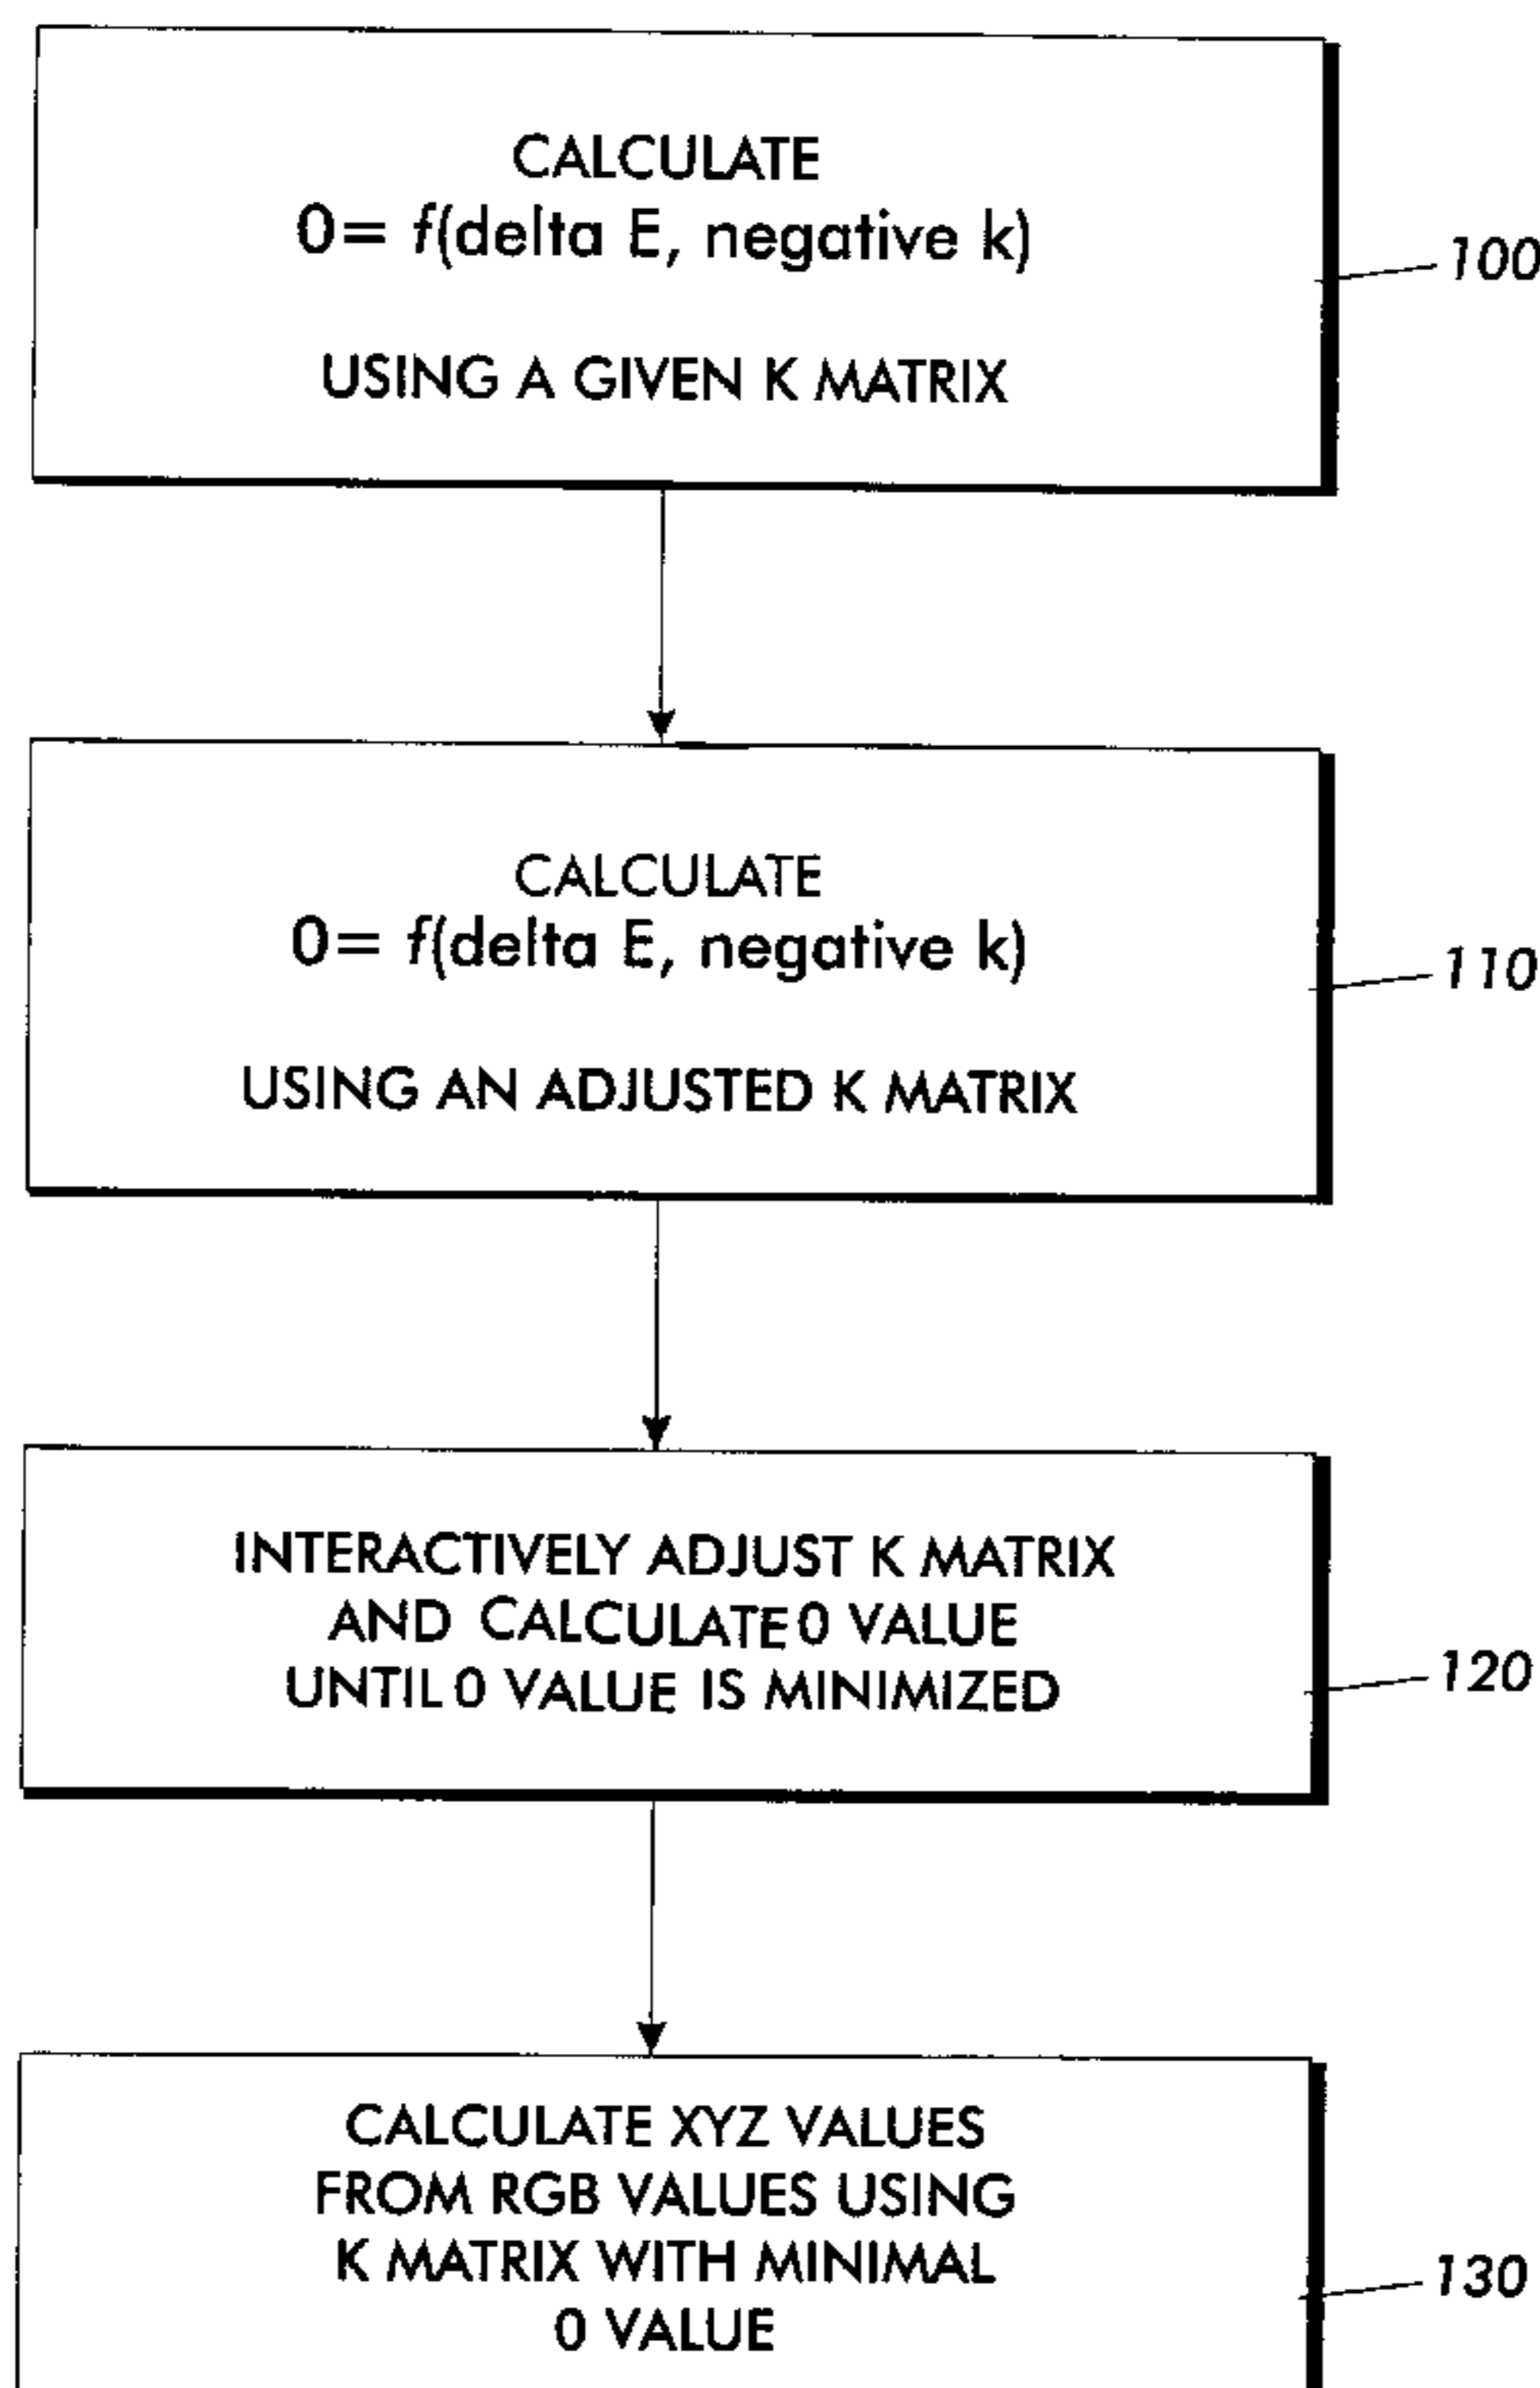 CALCULATE
0= f(delta E, negative k)
USING A GIVEN K MATRIX
100
CALCULATE
0= f(delta E, negative k)
USING AN ADJUSTED K MATRIX
110
INTERACTIVELY ADJUST K MATRIX
AND CALCULATE 0 VALUE
UNTIL 0 VALUE IS MINIMIZED
120
CALCULATE XYZ VALUES
FROM RGB VALUES USING
K MATRIX WITH MINIMAL
0 VALUE
130